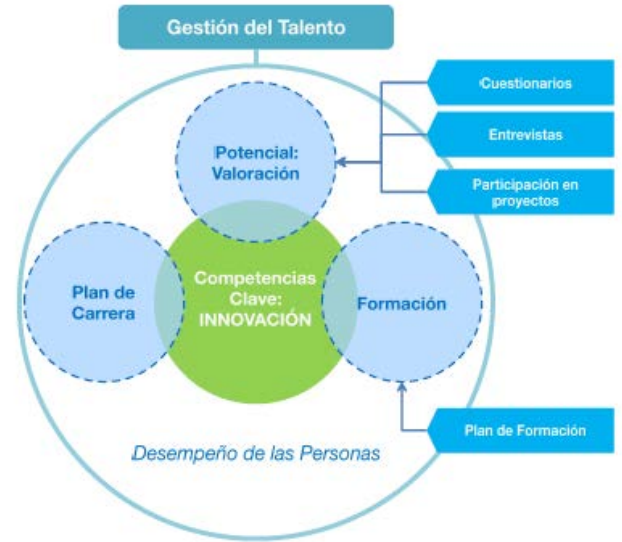 Gestión del Talento
Cuestionarios
Entrevistas
Participación en
proyectos
Potencial:
Valoración
Plan de
Carrera
Competencias
Clave:
INNOVACIÓN
Formación
Plan de Formación
Desempeño de las Personas